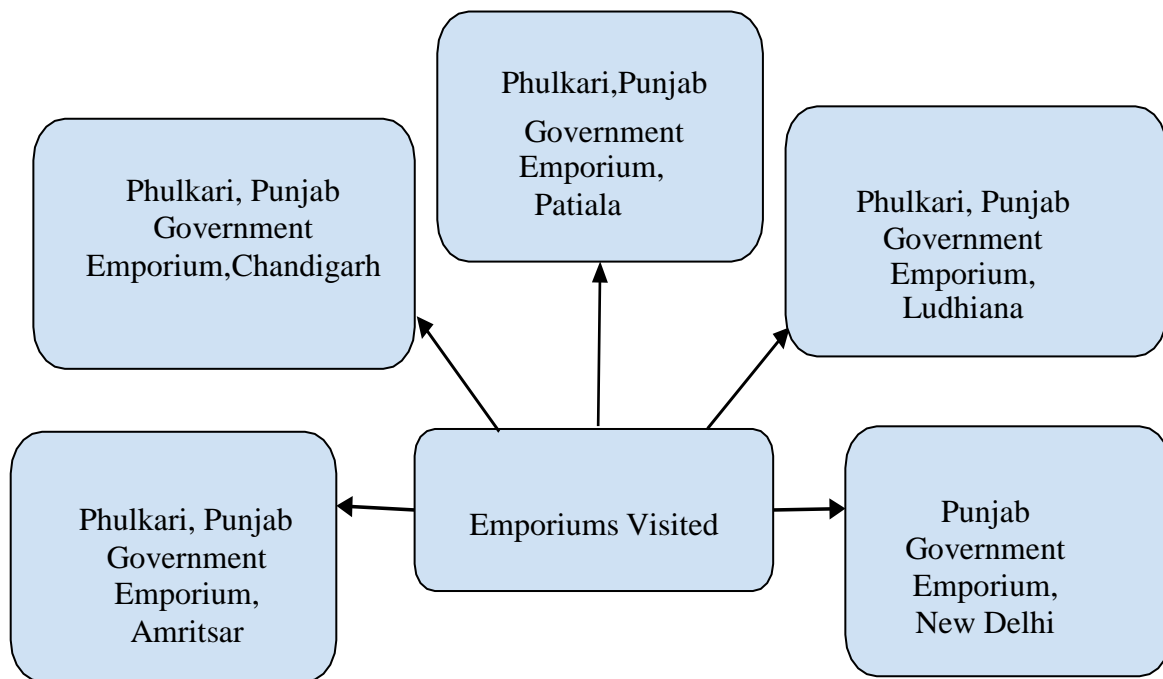 Phulkari,Punjab
Government
Emporium,
Patiala
Phulkari, Punjab
Government
Emporium,Chandigarh
Phulkari, Punjab
Government
Emporium,
Ludhiana
Phulkari, Punjab
Government
Emporium,
Amritsar
Emporiums Visited
Punjab
Government
Emporium,
New Delhi